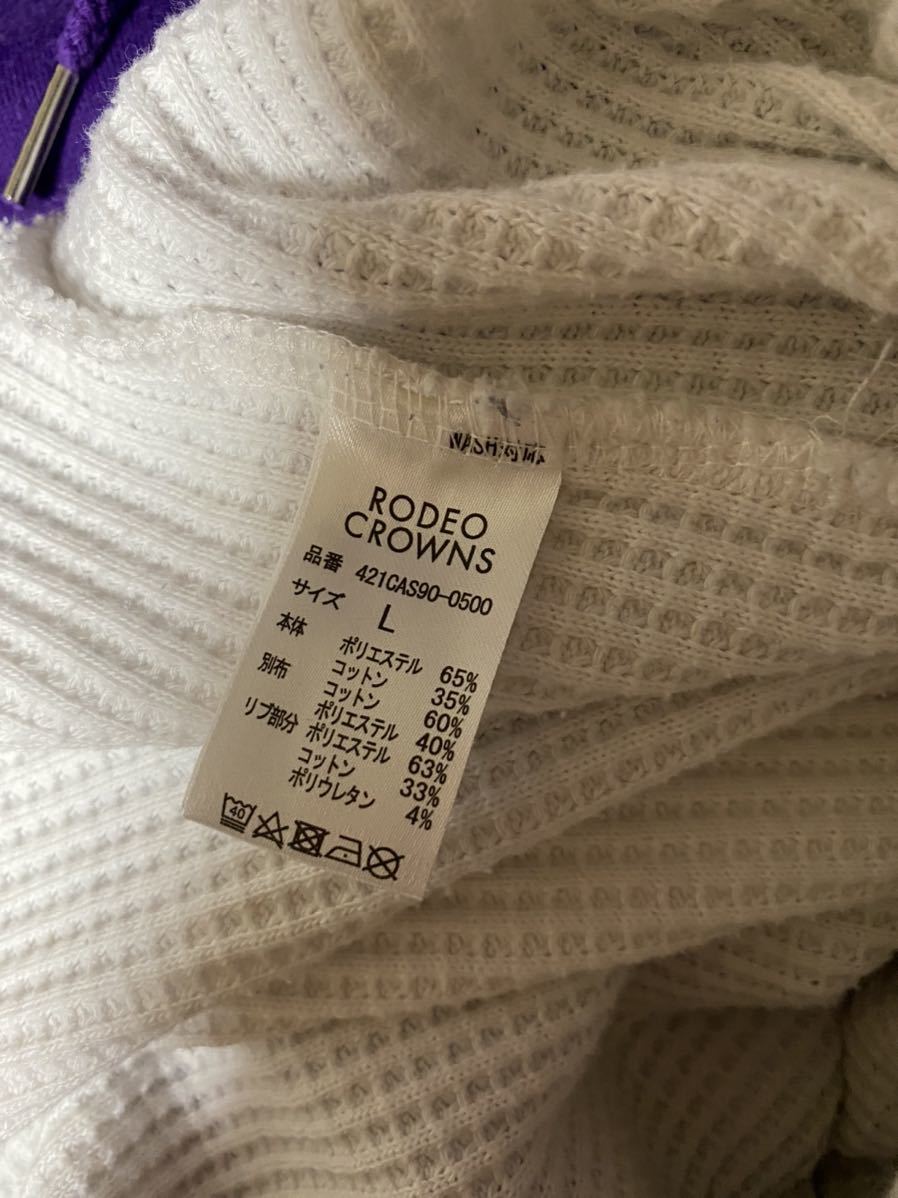 RODEO
CROWNS
品番 421CAS90-0500
サイズ L
本体 ポリエステル 65%
コットン 35%
別布 コットン 60%
ポリエステル 40%
リブ部分 ポリエステル 63%
コットン 33%
ポリウレタン 4%
40